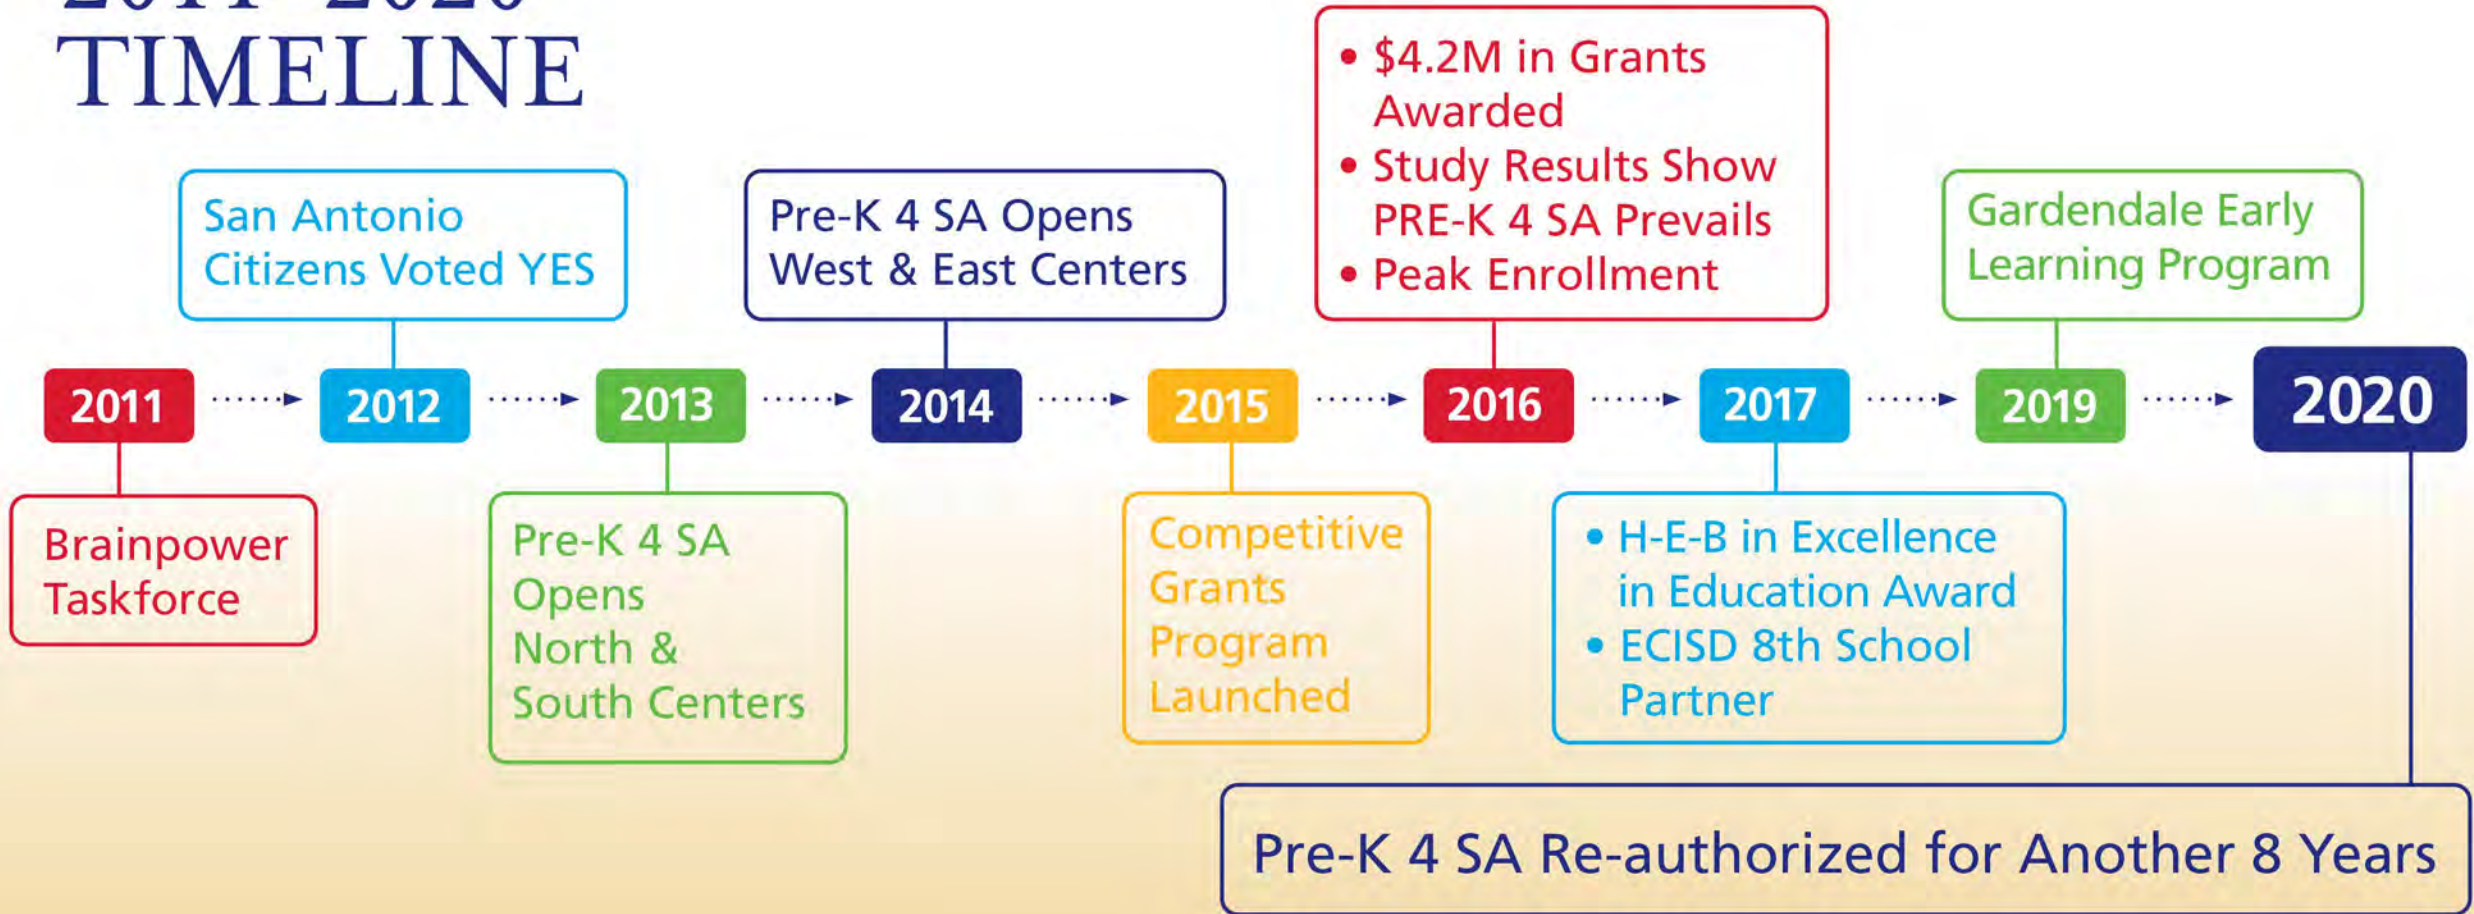 2011–2020
TIMELINE
• $4.2M in Grants
Awarded
• Study Results Show
PRE-K 4 SA Prevails
• Peak Enrollment
San Antonio
Citizens Voted YES
Pre-K 4 SA Opens
West & East Centers
Gardendale Early
Learning Program
2011
2012
2013
2014
2015
2016
2017
2019
2020
Brainpower
Taskforce
Pre-K 4 SA
Opens
North &
South Centers
Competitive
Grants
Program
Launched
• H-E-B in Excellence
in Education Award
• ECISD 8th School
Partner
Pre-K 4 SA Re-authorized for Another 8 Years